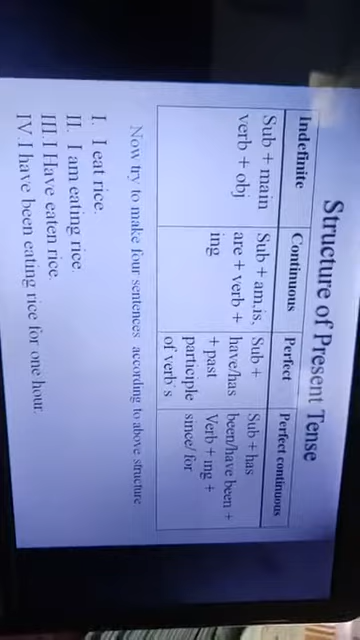 Structure of Present Tense
Indefinite Continuous Perfect Perfect continuous
Sub + main
verb + obj
Sub + am,is,
are + verb +
ing
Sub +
have/has
+ past
participle
of verb's
Sub + has
been/have been +
Verb + ing +
since/ for
Now try to make four sentences according to above structure
I. I eat rice.
II. I am eating rice.
III.I Have eaten rice.
IV.I have been eating rice for one hour.